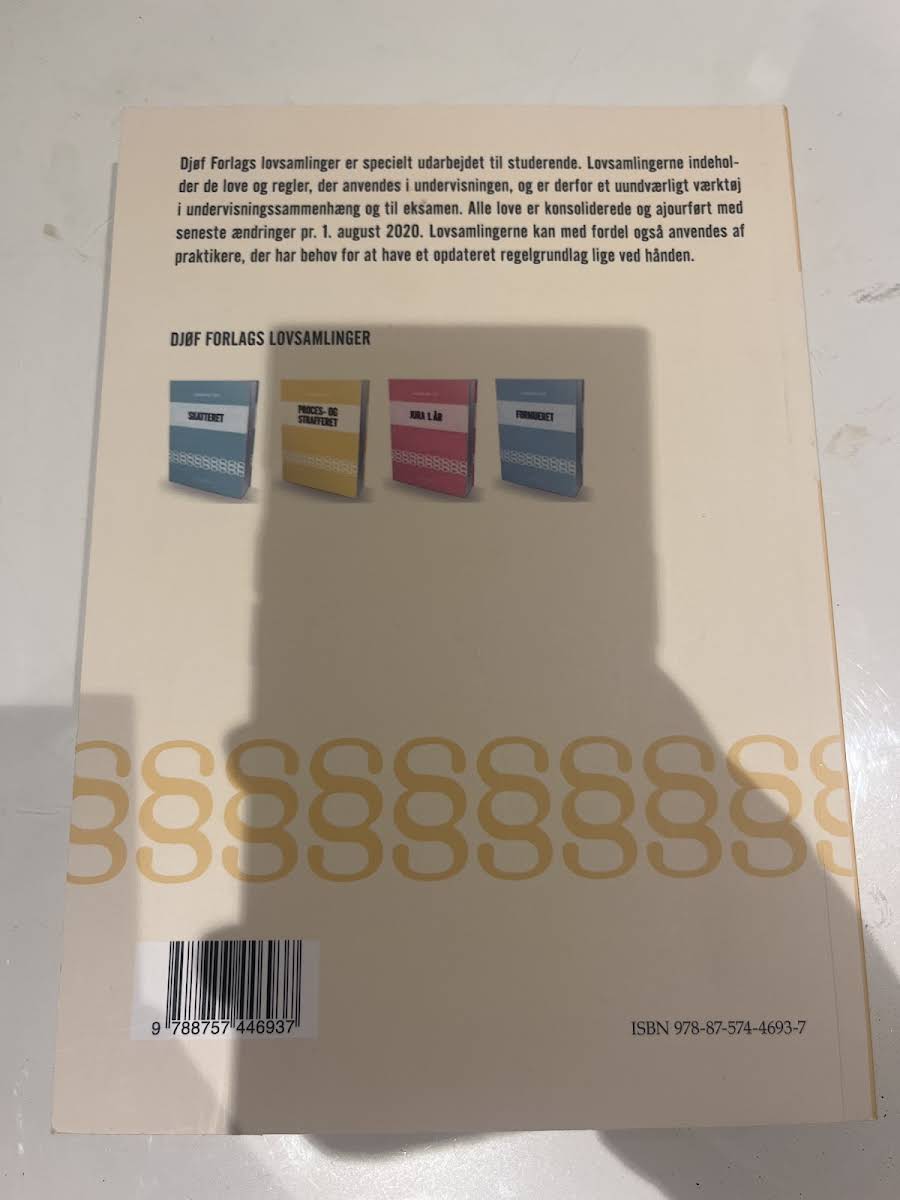 Djøf Forlags lovsamlinger er specielt udarbejdet til studerende. Lovsamlingerne indehol-
der de love og regler, der anvendes i undervisningen, og er derfor et uundværligt værktøj
i undervisningssammenhæng og til eksamen. Alle love er konsoliderede og ajourført med
seneste ændringer pr. 1. august 2020. Lovsamlingerne kan med fordel også anvendes af
praktikere, der har behov for at have et opdateret regelgrundlag lige ved hånden.
DJØF FORLAGS LOVSAMLINGER
SKATTERET
PROCES- OG
STRAFFERET
JURA 1. ÅR
FORMUERET
§§§§§§§§§
9 788757 446937
ISBN 978-87-574-4693-7